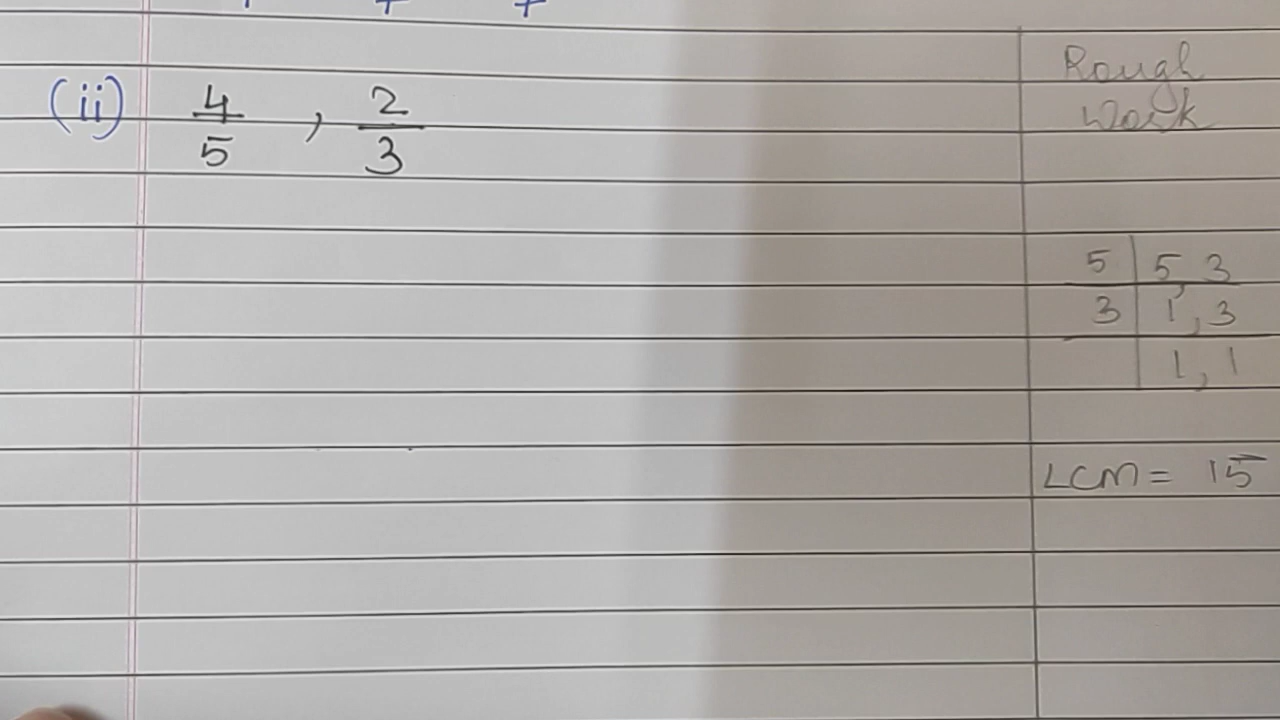 (ii) 4/5 , 2/3
Rough
Work
5 | 5, 3
3 | 1, 3
1, 1
LCM = 15